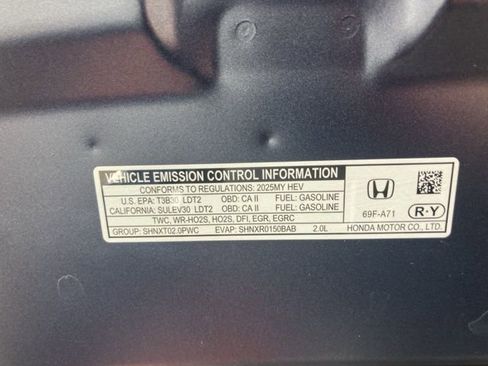 VEHICLE EMISSION CONTROL INFORMATION
CONFORMS TO REGULATIONS: 2025MY HEV
U.S. EPA: T3B30 LDT2 OBD: CA II FUEL: GASOLINE
CALIFORNIA: SULEV30 LDT2 OBD: CA II FUEL: GASOLINE
TWC, WR-HO2S, HO2S, DFI, EGR, EGRC
GROUP: SHNXT02.0PWC EVAP: SHNXR0150BAB 2.0L
69F-A71
R-Y
HONDA MOTOR CO., LTD.